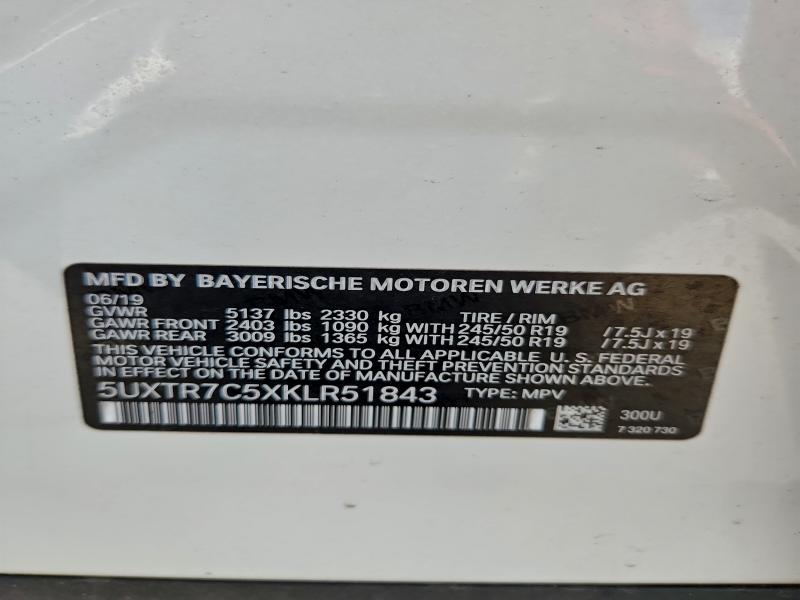 MFD BY BAYERISCHE MOTOREN WERKE AG
06/19
GVWR 5137 lbs 2330 kg TIRE / RIM
GAWR FRONT 2403 lbs 1090 kg WITH 245/50 R19 / 7.5J x 19
GAWR REAR 3009 lbs 1365 kg WITH 245/50 R19 / 7.5J x 19
THIS VEHICLE CONFORMS TO ALL APPLICABLE U. S. FEDERAL
MOTOR VEHICLE SAFETY AND THEFT PREVENTION STANDARDS
IN EFFECT ON THE DATE OF MANUFACTURE SHOWN ABOVE.
5UXTR7C5XKLR51843 TYPE: MPV
300U
7 320 730